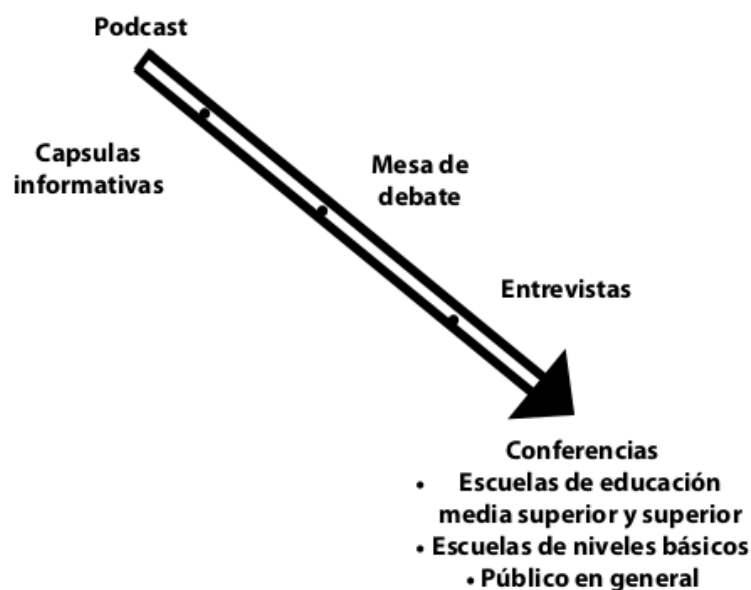 Podcast
Capsulas
informativas
Mesa de
debate
Entrevistas
Conferencias
• Escuelas de educación
media superior y superior
• Escuelas de niveles básicos
• Público en general